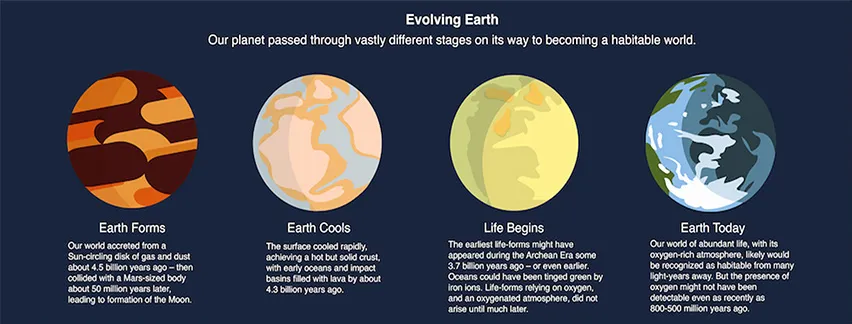 Evolving Earth
Our planet passed through vastly different stages on its way to becoming a habitable world.
Earth Forms
Our world accreted from a
Sun-circling disk of gas and dust
about 4.5 billion years ago – then
collided with a Mars-sized body
about 50 million years later,
leading to formation of the Moon.
Earth Cools
The surface cooled rapidly,
achieving a hot but solid crust,
with early oceans and impact
basins filled with lava by about
4.3 billion years ago.
Life Begins
The earliest life-forms might have
appeared during the Archean Era some
3.7 billion years ago – or even earlier.
Oceans could have been tinged green by
iron ions. Life-forms relying on oxygen,
and an oxygenated atmosphere, did not
arise until much later.
Earth Today
Our world of abundant life, with its
oxygen-rich atmosphere, likely would
be recognized as habitable from many
light-years away. But the presence of
oxygen might not have been
detectable even as recently as
800-500 million years ago.